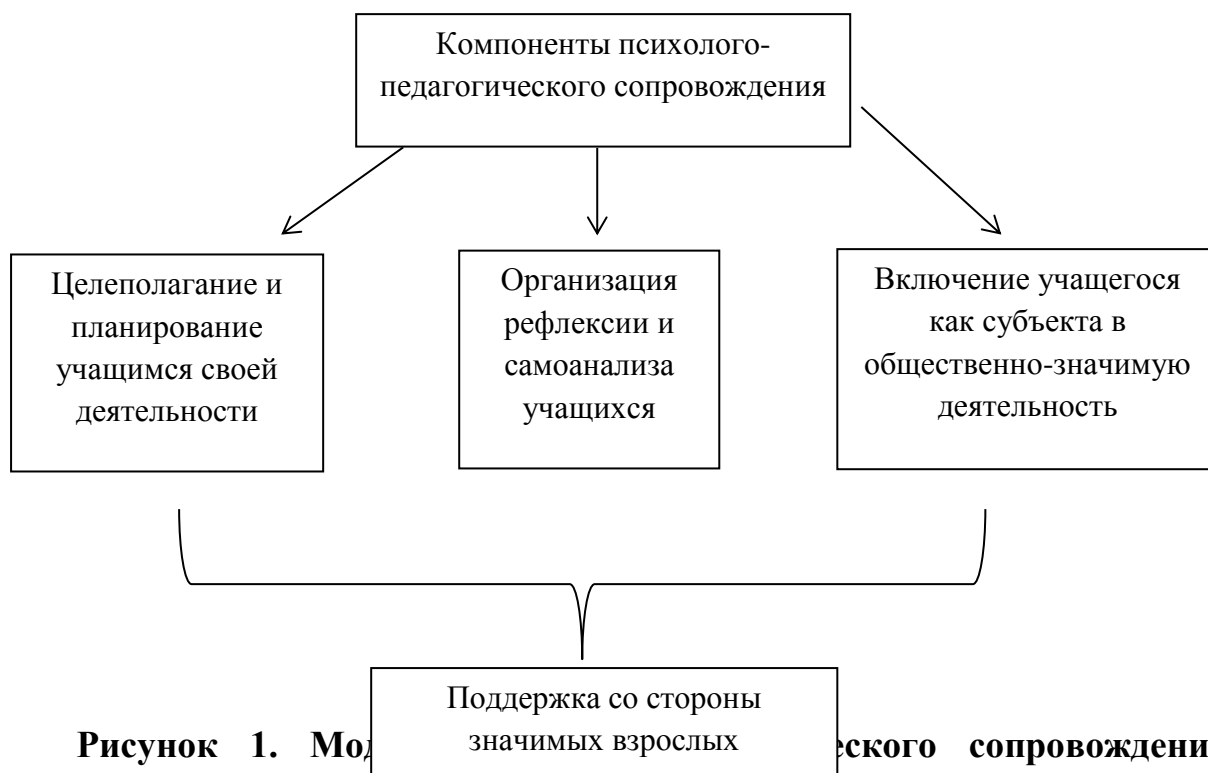 Компоненты психолого-
педагогического сопровождения
Целеполагание и
планирование
учащимся своей
деятельности
Организация
рефлексии и
самоанализа
учащихся
Включение учащегося
как субъекта в
общественно-значимую
деятельность
Поддержка со стороны
значимых взрослых
Рисунок 1. Мод еского сопровождени